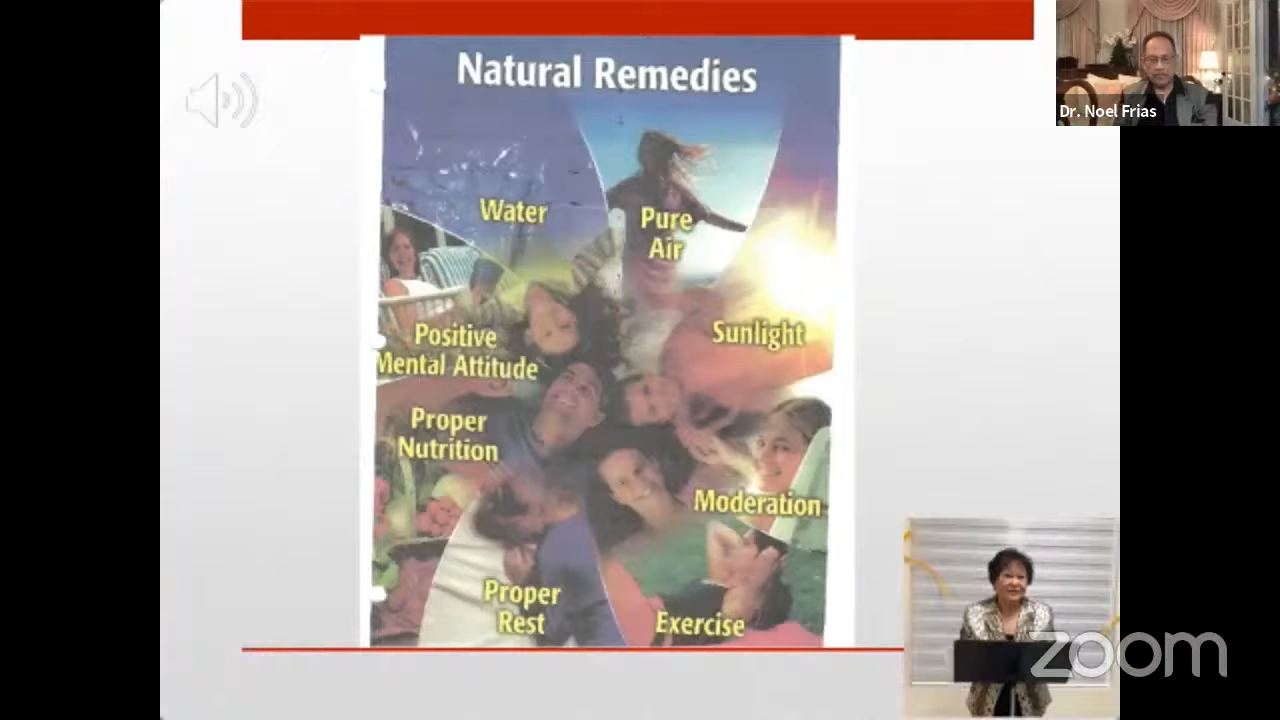 Natural Remedies
Dr. Noel Frias
Water
Pure
Air
Sunlight
Positive
Mental Attitude
Proper
Nutrition
Moderation
Proper
Rest
Exercise
zoom